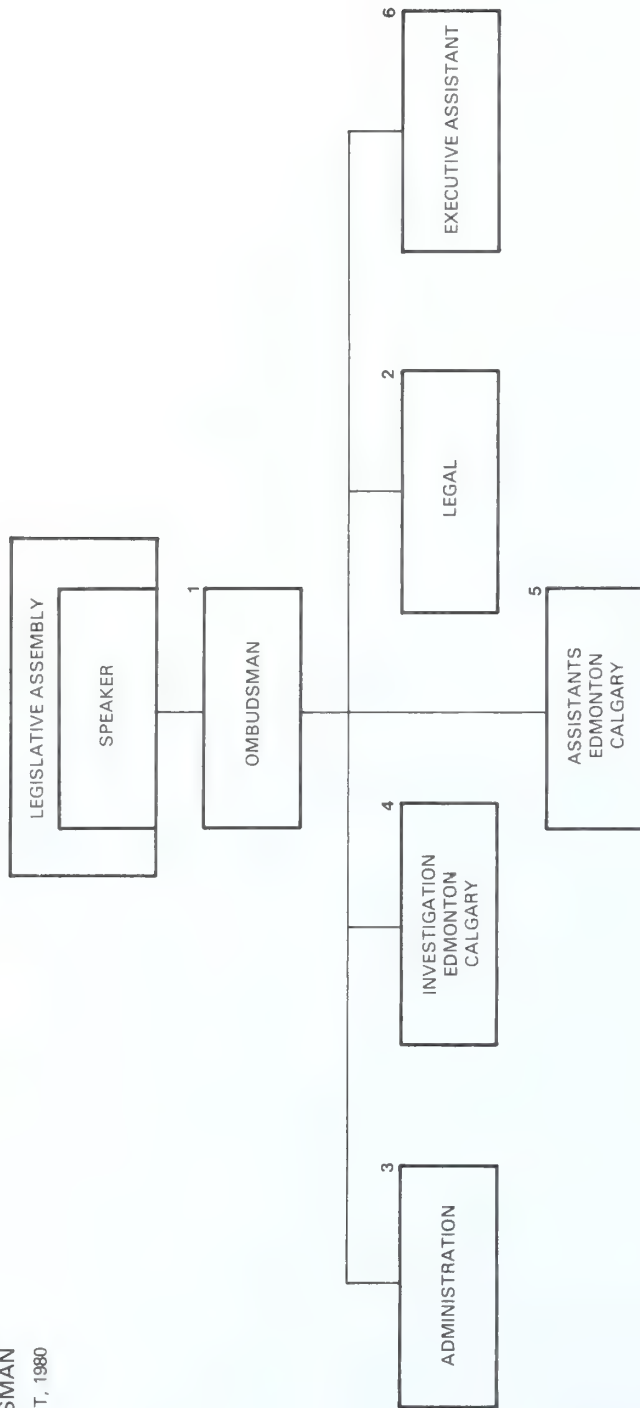 SMAN
T, 1980
LEGISLATIVE ASSEMBLY
SPEAKER
1
OMBUDSMAN
3
ADMINISTRATION
4
INVESTIGATION
EDMONTON
CALGARY
2
LEGAL
6
EXECUTIVE ASSISTANT
5
ASSISTANTS
EDMONTON
CALGARY